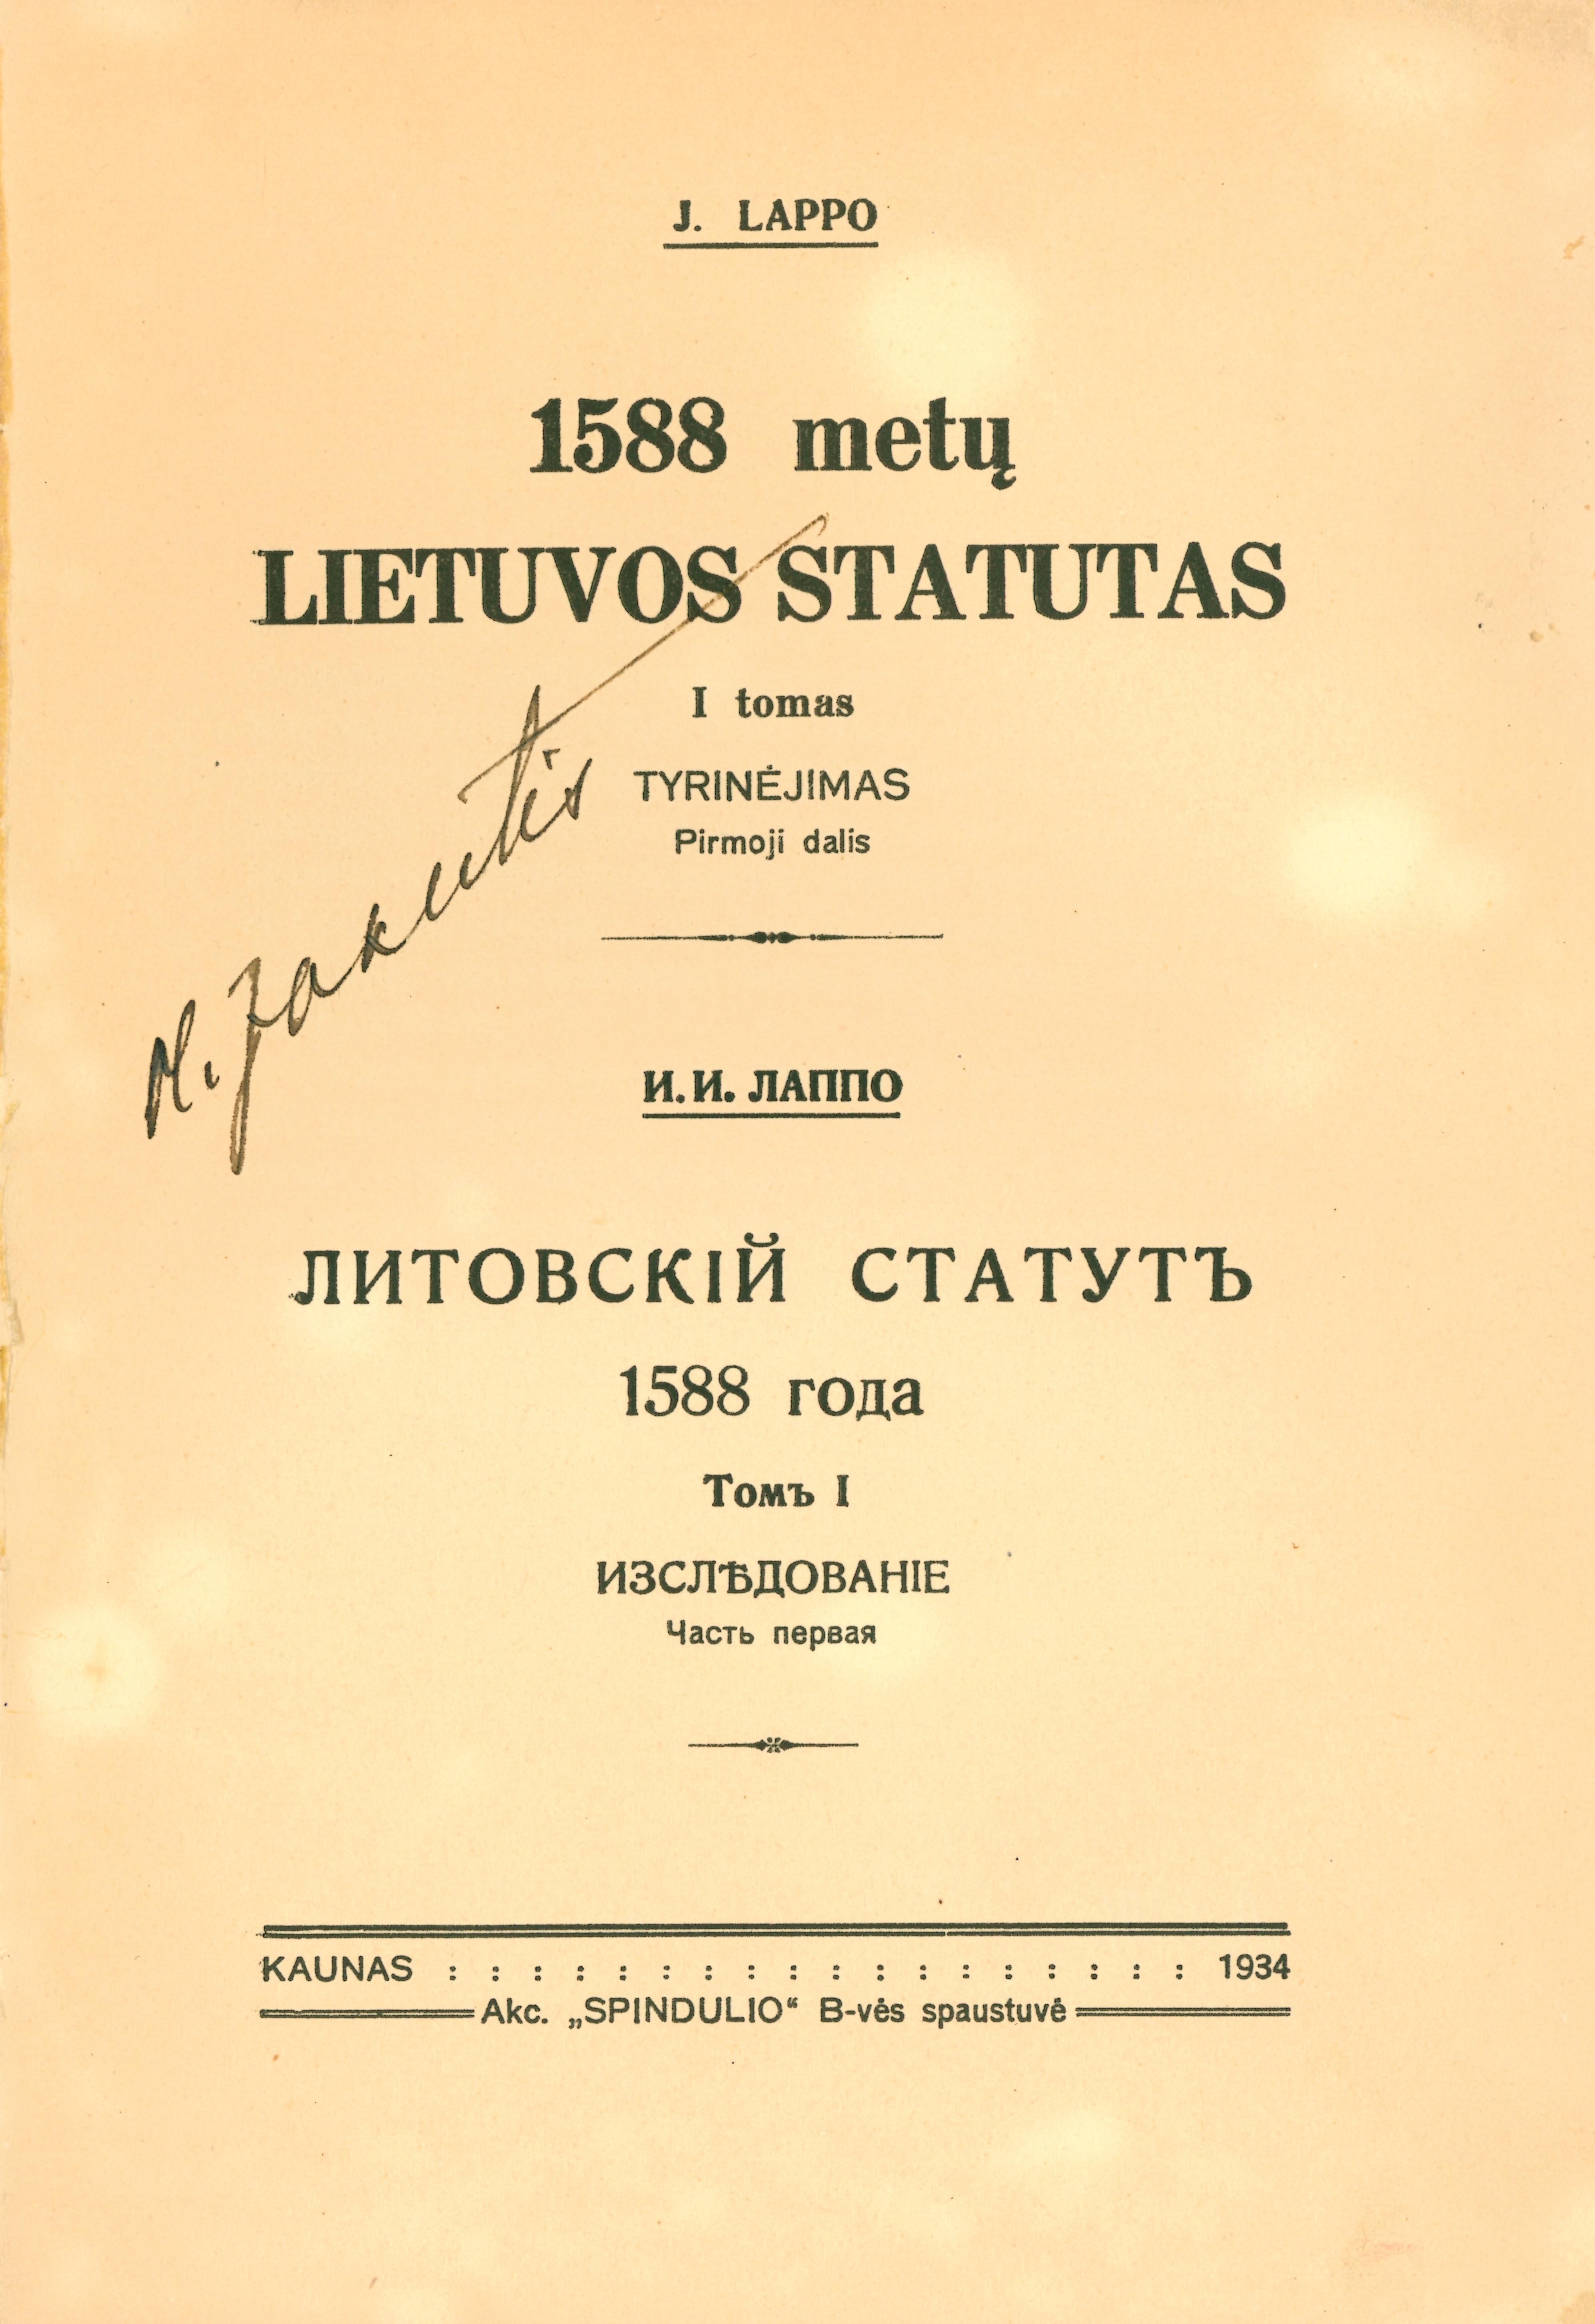 J. LAPPO
1588 metų
LIETUVOS STATUTAS
I tomas
TYRINĖJIMAS
Pirmoji dalis
И. И. ЛАППО
ЛИТОВСКІЙ СТАТУТЪ
1588 года
Томъ I
ИЗСЛѢДОВАНІЕ
Часть первая
KAUNAS : : : : : : : : : : : : : : : : : : 1934
Akc. „SPINDULIO“ B-vės spaustuvė